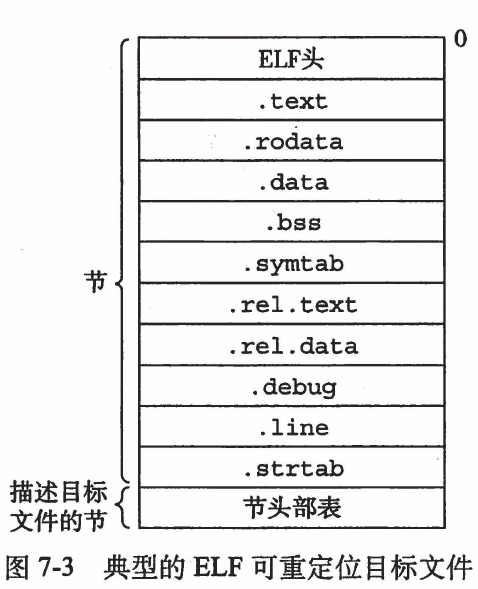 0
ELF头
.text
.rodata
.data
.bss
.symtab
.rel.text
.rel.data
.debug
.line
.strtab
节头部表
节
描述目标
文件的节
图 7-3 典型的 ELF 可重定位目标文件